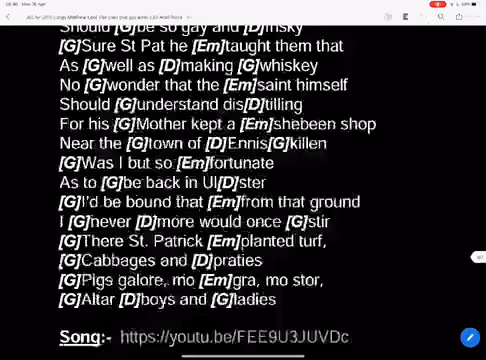 Should [G]be so gay and [D]frisky
[G]Sure St Pat he [Em]taught them that
As [G]well as [D]making [G]whiskey
No [G]wonder that the [Em]saint himself
Should [G]understand dis[D]tilling
For his [G]Mother kept a [Em]shebeen shop
Near the [G]town of [D]Ennis[G]killen
[G]Was I but so [Em]fortunate
As to [G]be back in Ul[D]ster
[G]I'd be bound that [Em]from that ground
I [G]never [D]more would once [G]stir
[G]There St. Patrick [Em]planted turf,
[G]Cabbages and [D]praties
[G]Pigs galore, mo [Em]gra, mo stor,
[G]Altar [D]boys and [G]ladies
Song:- https://youtu.be/FEE9U3JUVDc